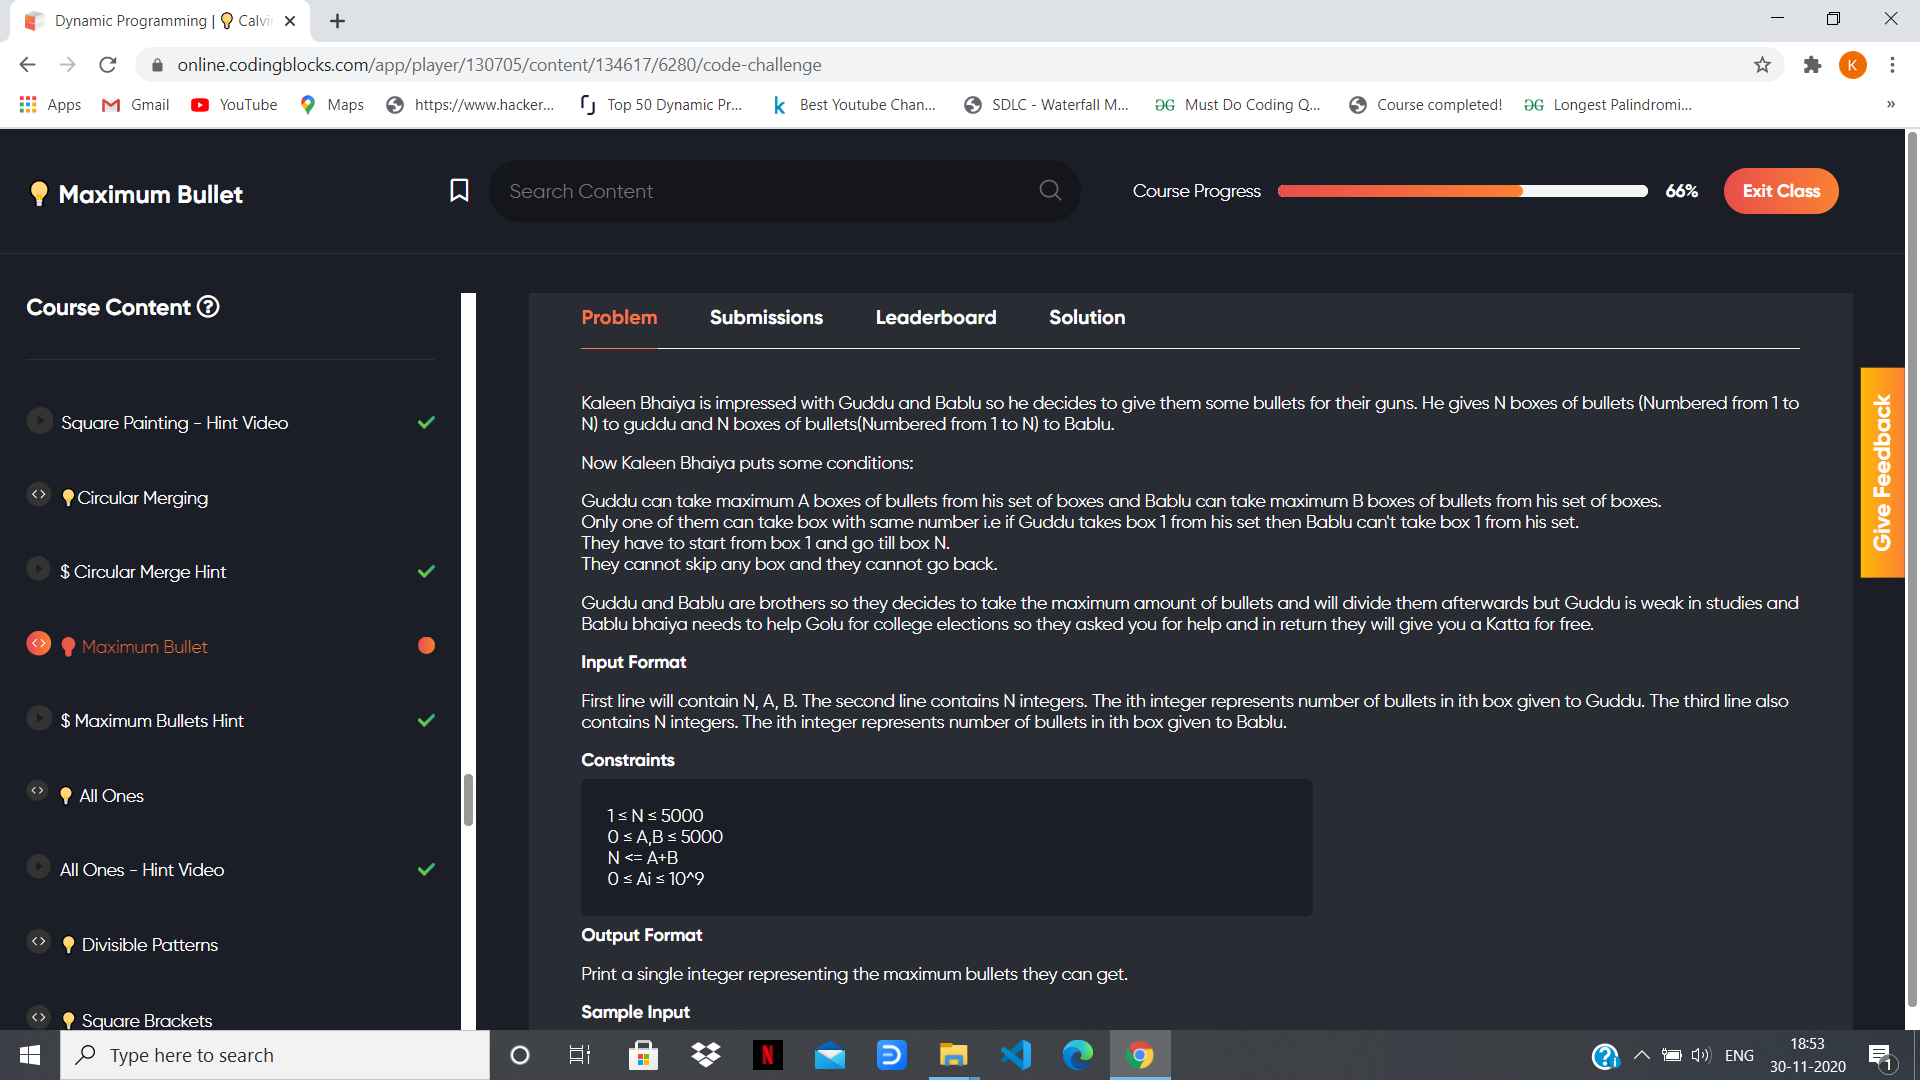 Dynamic Programming | Calvi
online.codingblocks.com/app/player/130705/content/134617/6280/code-challenge
K
Apps
Gmail
YouTube
Maps
https://www.hacker...
Top 50 Dynamic Pr...
Best Youtube Chan...
SDLC - Waterfall M...
Must Do Coding Q...
Course completed!
Longest Palindromi...
»
Maximum Bullet
Search Content
Course Progress
66%
Exit Class
Course Content
Square Painting - Hint Video
Circular Merging
$ Circular Merge Hint
Maximum Bullet
$ Maximum Bullets Hint
All Ones
All Ones - Hint Video
Divisible Patterns
Square Brackets
Problem
Submissions
Leaderboard
Solution
Kaleen Bhaiya is impressed with Guddu and Bablu so he decides to give them some bullets for their guns. He gives N boxes of bullets (Numbered from 1 to
N) to guddu and N boxes of bullets(Numbered from 1 to N) to Bablu.
Now Kaleen Bhaiya puts some conditions:
Guddu can take maximum A boxes of bullets from his set of boxes and Bablu can take maximum B boxes of bullets from his set of boxes.
Only one of them can take box with same number i.e if Guddu takes box 1 from his set then Bablu can't take box 1 from his set.
They have to start from box 1 and go till box N.
They cannot skip any box and they cannot go back.
Guddu and Bablu are brothers so they decides to take the maximum amount of bullets and will divide them afterwards but Guddu is weak in studies and
Bablu bhaiya needs to help Golu for college elections so they asked you for help and in return they will give you a Katta for free.
Input Format
First line will contain N, A, B. The second line contains N integers. The ith integer represents number of bullets in ith box given to Guddu. The third line also
contains N integers. The ith integer represents number of bullets in ith box given to Bablu.
Constraints
1 ≤ N ≤ 5000
0 ≤ A,B ≤ 5000
N <= A+B
0 ≤ Ai ≤ 10^9
Output Format
Print a single integer representing the maximum bullets they can get.
Sample Input
Give Feedback
Type here to search
ENG
18:53
30-11-2020
1